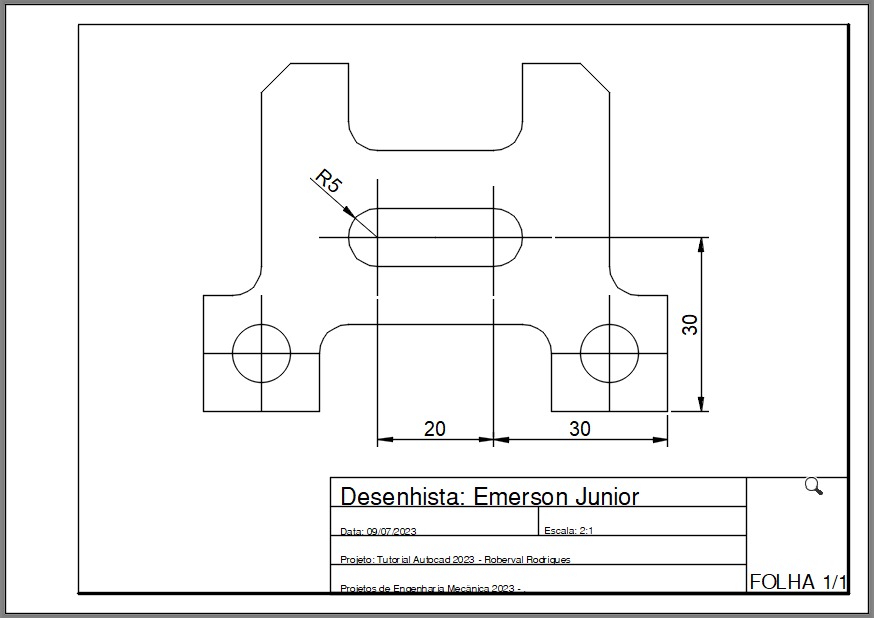 R5
30
20
30
Desenhista: Emerson Junior
Data: 09/07/2023
Escala: 2:1
Projeto: Tutorial Autocad 2023 - Roberval Rodrigues
Projetos de Engenharia Mecânica 2023 - .
FOLHA 1/1